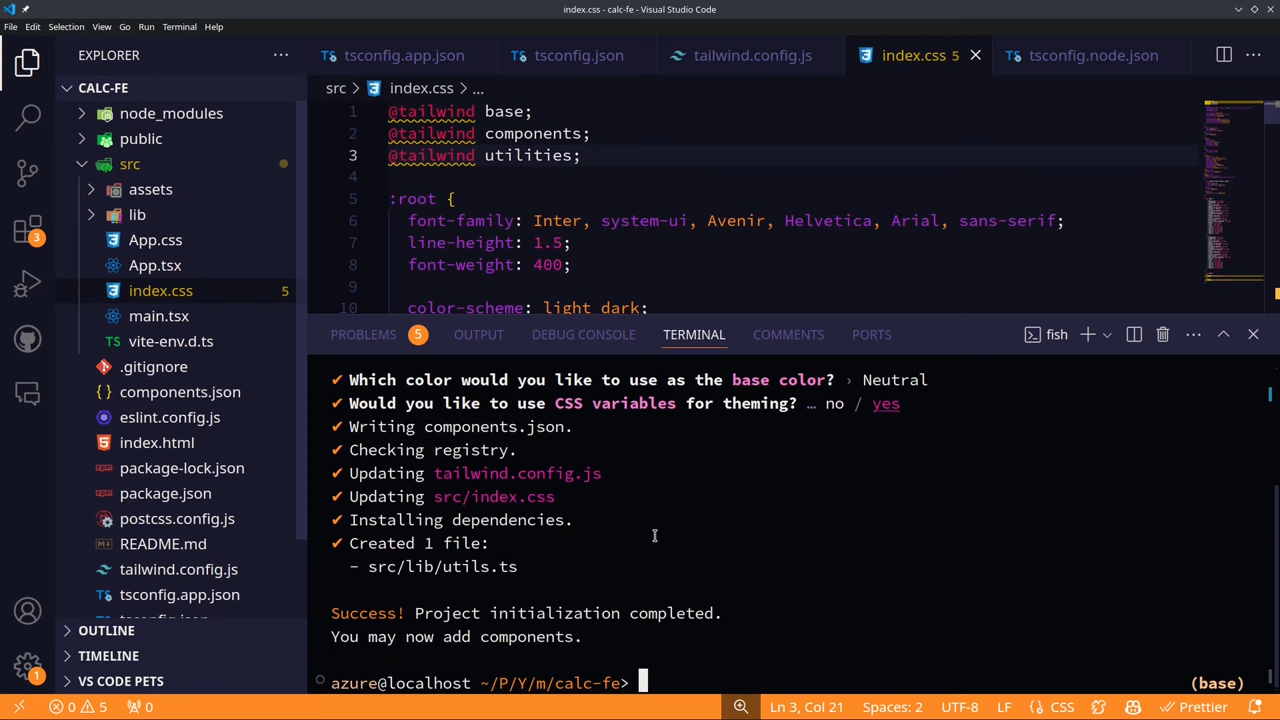 index.css - calc-fe - Visual Studio Code
File Edit Selection View Go Run Terminal Help
EXPLORER
CALC-FE
node_modules
public
src
assets
lib
App.css
App.tsx
index.css 5
main.tsx
TS vite-env.d.ts
.gitignore
components.json
eslint.config.js
index.html
package-lock.json
package.json
postcss.config.js
README.md
tailwind.config.js
TS tsconfig.app.json
OUTLINE
TIMELINE
VS CODE PETS
3
1
TS tsconfig.app.json
TS tsconfig.json
tailwind.config.js
index.css 5
TS tsconfig.node.json
src > index.css > ...
1 @tailwind base;
2 @tailwind components;
3 @tailwind utilities;
4
5 :root {
6 font-family: Inter, system-ui, Avenir, Helvetica, Arial, sans-serif;
7 line-height: 1.5;
8 font-weight: 400;
9
10 color-scheme: light dark;
PROBLEMS 5 OUTPUT DEBUG CONSOLE TERMINAL COMMENTS PORTS
fish
✔ Which color would you like to use as the base color? › Neutral
✔ Would you like to use CSS variables for theming? … no / yes
✔ Writing components.json.
✔ Checking registry.
✔ Updating tailwind.config.js
✔ Updating src/index.css
✔ Installing dependencies.
✔ Created 1 file:
- src/lib/utils.ts
Success! Project initialization completed.
You may now add components.
azure@localhost ~/P/Y/m/calc-fe> (base)
0 5 0 Ln 3, Col 21 Spaces: 2 UTF-8 LF CSS Prettier